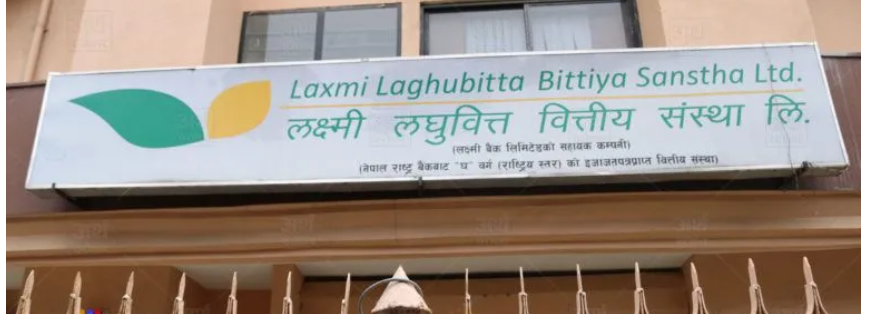 Laxmi Laghubitta Bittiya Sanstha Ltd.
लक्ष्मी लघुवित्त वित्तीय संस्था लि.
(लक्ष्मी बैंक लिमिटेडको सहायक कम्पनी)
(नेपाल राष्ट्र बैंकबाट "घ" वर्ग (राष्ट्रिय स्तर) को इजाजतपत्रप्राप्त वित्तीय संस्था)